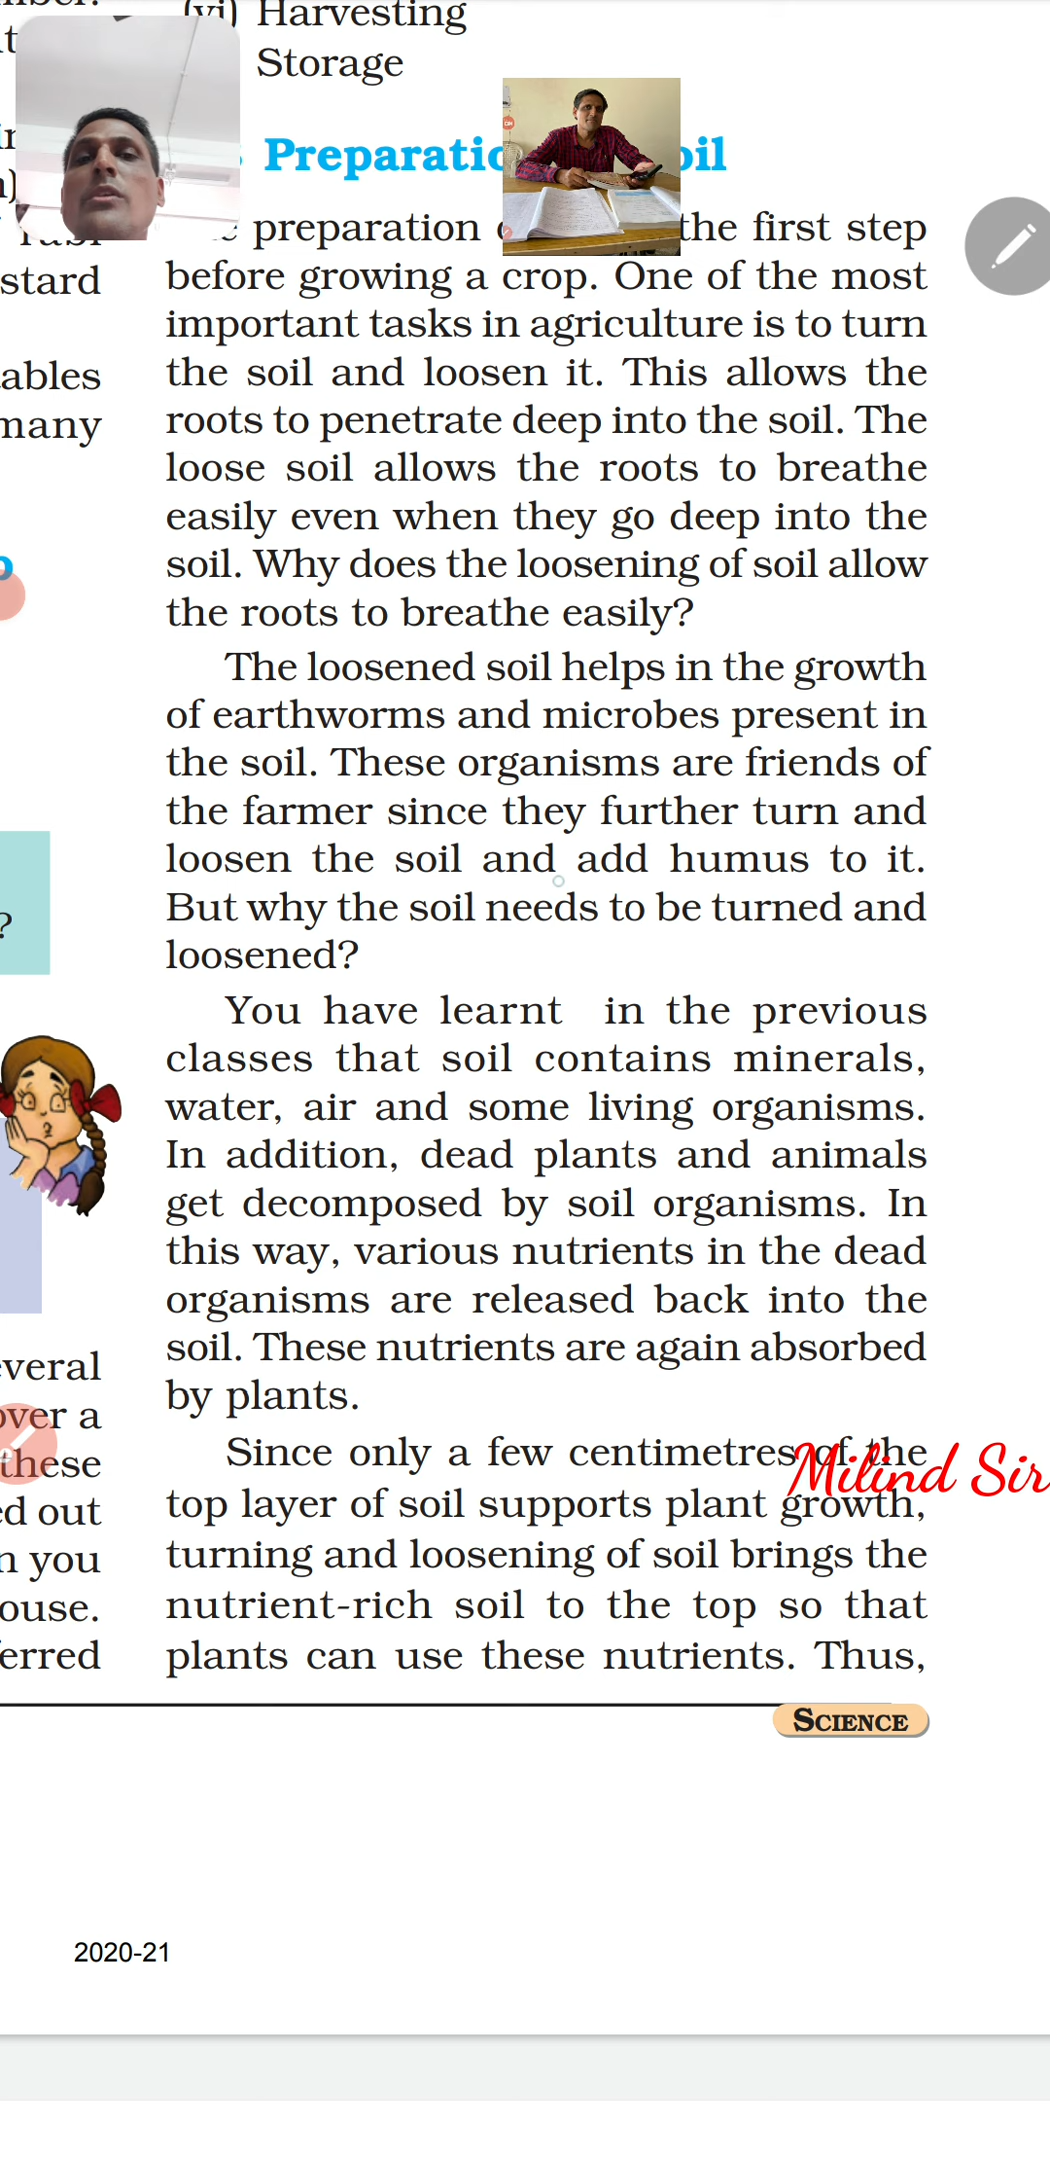 (vi) Harvesting
Storage
Preparatio oil
preparation the first step
before growing a crop. One of the most
important tasks in agriculture is to turn
the soil and loosen it. This allows the
roots to penetrate deep into the soil. The
loose soil allows the roots to breathe
easily even when they go deep into the
soil. Why does the loosening of soil allow
the roots to breathe easily?
The loosened soil helps in the growth
of earthworms and microbes present in
the soil. These organisms are friends of
the farmer since they further turn and
loosen the soil and add humus to it.
But why the soil needs to be turned and
loosened?
You have learnt in the previous
classes that soil contains minerals,
water, air and some living organisms.
In addition, dead plants and animals
get decomposed by soil organisms. In
this way, various nutrients in the dead
organisms are released back into the
soil. These nutrients are again absorbed
by plants.
Since only a few centimetres of the
top layer of soil supports plant growth,
turning and loosening of soil brings the
nutrient-rich soil to the top so that
plants can use these nutrients. Thus,
Milind Sir
stard
ables
many
?
everal
over a
these
ed out
n you
ouse.
erred
SCIENCE
2020-21